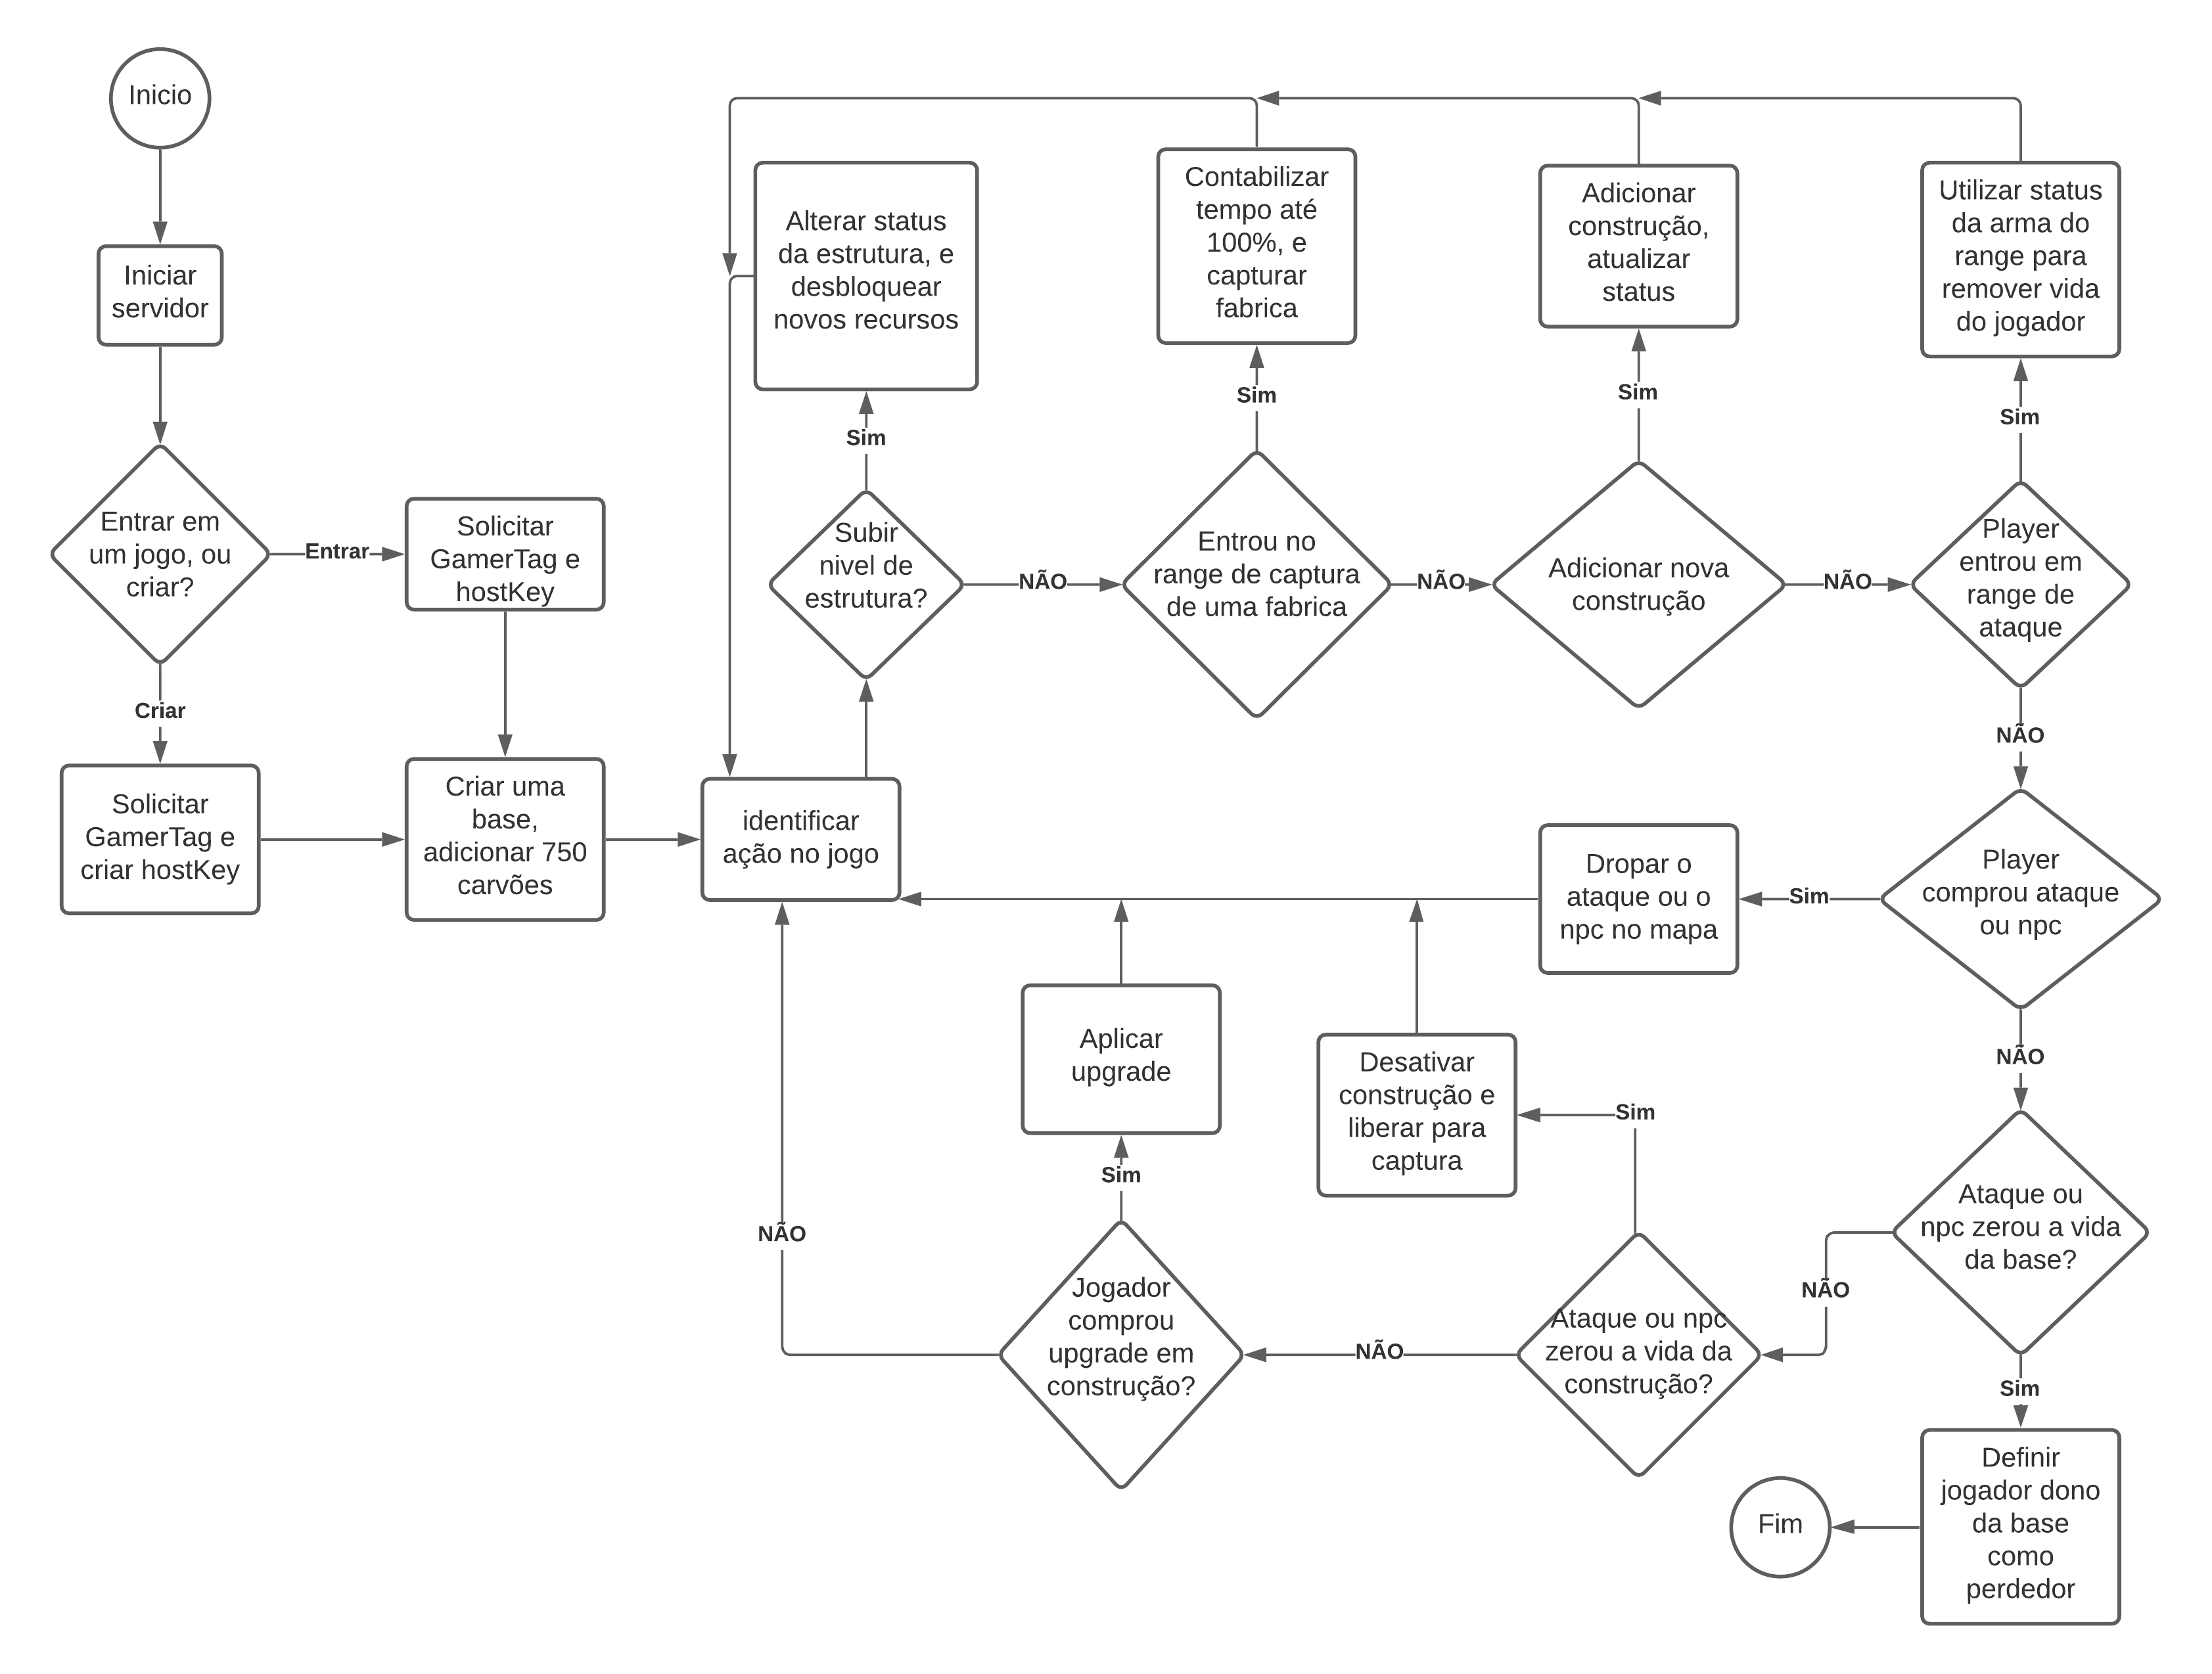 Inicio
Iniciar
servidor
Entrar em
um jogo, ou
criar?
Entrar
Solicitar
GamerTag e
hostKey
Criar
Solicitar
GamerTag e
criar hostKey
Criar uma
base,
adicionar 750
carvões
identificar
ação no jogo
Subir
nivel de
estrutura?
Sim
Alterar status
da estrutura, e
desbloquear
novos recursos
NÃO
Entrou no
range de captura
de uma fabrica
Sim
Contabilizar
tempo até
100%, e
capturar
fabrica
NÃO
Adicionar nova
construção
Sim
Adicionar
construção,
atualizar
status
NÃO
Player
entrou em
range de
ataque
Sim
Utilizar status
da arma do
range para
remover vida
do jogador
NÃO
Player
comprou ataque
ou npc
Sim
Dropar o
ataque ou o
npc no mapa
NÃO
Ataque ou
npc zerou a vida
da base?
NÃO
Ataque ou npc
zerou a vida da
construção?
Sim
Desativar
construção e
liberar para
captura
NÃO
Jogador
comprou
upgrade em
construção?
Sim
Aplicar
upgrade
NÃO
Sim
Definir
jogador dono
da base
como
perdedor
Fim